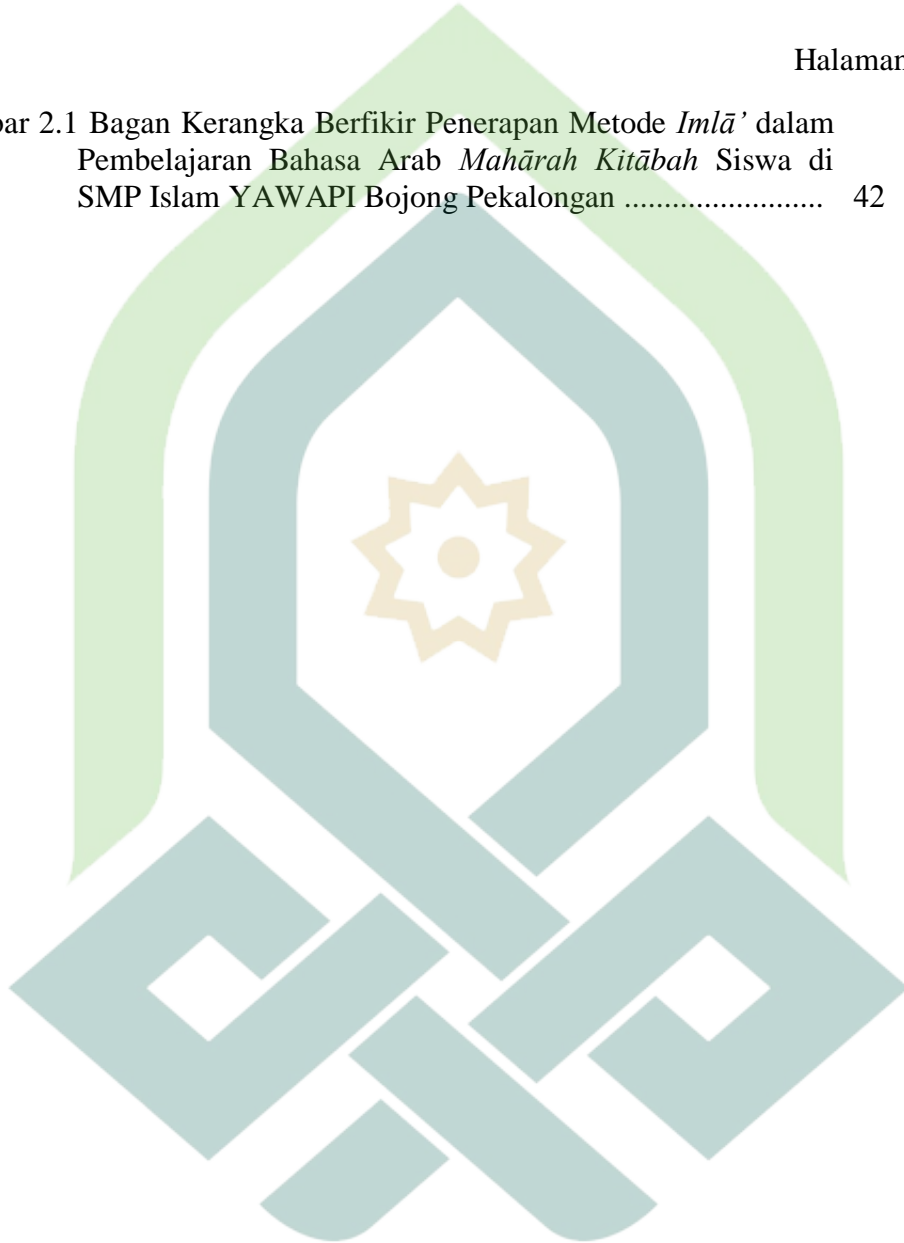 Halaman
bar 2.1 Bagan Kerangka Berfikir Penerapan Metode Imlā’ dalam
Pembelajaran Bahasa Arab Mahārah Kitābah Siswa di
SMP Islam YAWAPI Bojong Pekalongan ......................... 42